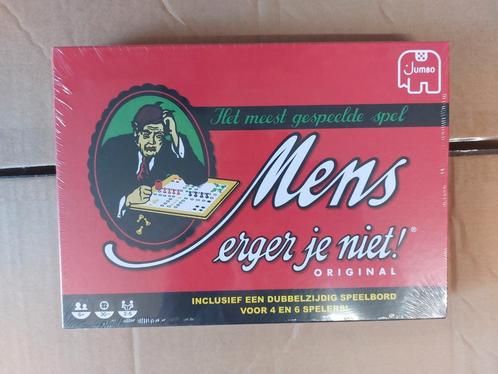 Jumbo
Het meest gespeelde spel
Mens
erger je niet!®
ORIGINAL
INCLUSIEF EEN DUBBELZIJDIG SPEELBORD
VOOR 4 EN 6 SPELERS!